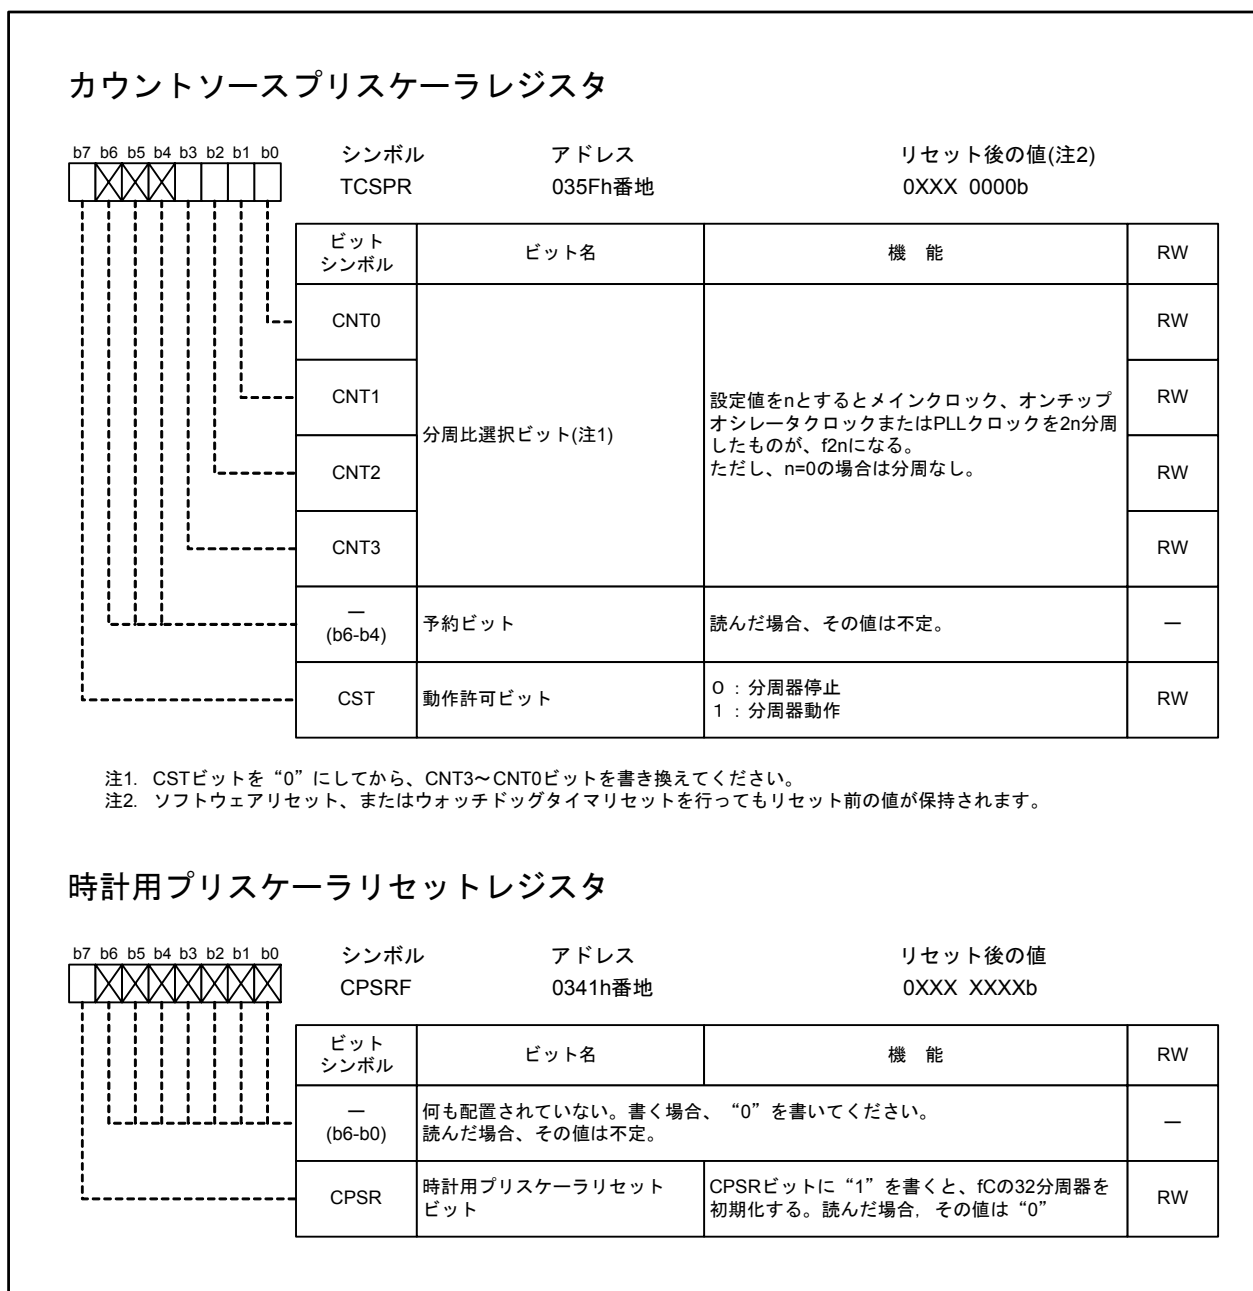 カウントソースプリスケーラレジスタ
b7 b6 b5 b4 b3 b2 b1 b0
シンボル アドレス リセット後の値(注2)
TCSPR 035Fh番地 0XXX 0000b
ビット
シンボル
ビット名
機 能
RW
CNT0
RW
CNT1
RW
CNT2
RW
CNT3
RW
分周比選択ビット(注1)
設定値をnとするとメインクロック、オンチップ
オシレータクロックまたはPLLクロックを2n分周
したものが、f2nになる。
ただし、n=0の場合は分周なし。
―
(b6-b4)
予約ビット
読んだ場合、その値は不定。
―
CST
動作許可ビット
0：分周器停止
1：分周器動作
RW
注1. CSTビットを“0”にしてから、CNT3～CNT0ビットを書き換えてください。
注2. ソフトウェアリセット、またはウォッチドッグタイマリセットを行ってもリセット前の値が保持されます。
時計用プリスケーラリセットレジスタ
b7 b6 b5 b4 b3 b2 b1 b0
シンボル アドレス リセット後の値
CPSRF 0341h番地 0XXX XXXXb
ビット
シンボル
ビット名
機 能
RW
―
(b6-b0)
何も配置されていない。書く場合、“0”を書いてください。
読んだ場合、その値は不定。
―
CPSR
時計用プリスケーラリセット
ビット
CPSRビットに“1”を書くと、fCの32分周器を
初期化する。読んだ場合, その値は“0”
RW